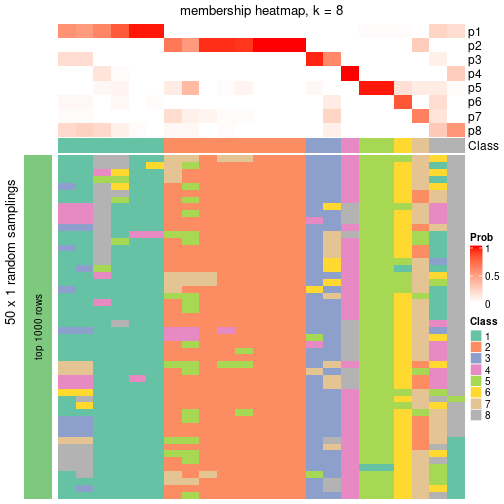 membership heatmap, k = 8
p1
p2
p3
p4
p5
p6
p7
p8
Class
50 x 1 random samplings
top 1000 rows
Prob
1
0.5
0
Class
1
2
3
4
5
6
7
8